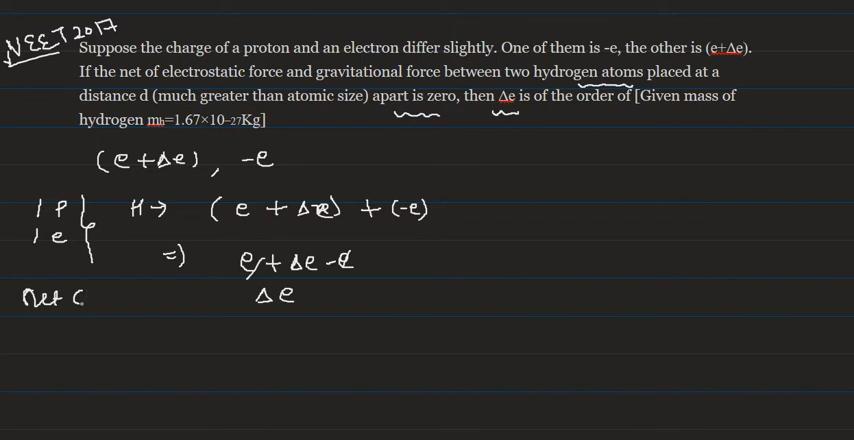 NEET 2017
Suppose the charge of a proton and an electron differ slightly. One of them is -e, the other is (e+Δe).
If the net of electrostatic force and gravitational force between two hydrogen atoms placed at a
distance d (much greater than atomic size) apart is zero, then Δe is of the order of [Given mass of
hydrogen mh=1.67×10–27Kg]
(e + Δe) , -e
1 P H → (e + Δe) + (-e)
1 e
⇒ e + Δe - e
Net C Δe